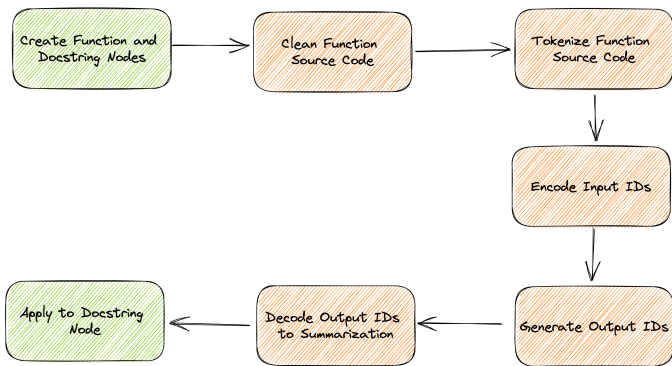 Create Function and
Docstring Nodes
Clean Function
Source Code
Tokenize Function
Source Code
Encode Input IDs
Generate Output IDs
Decode Output IDs
to Summarization
Apply to Docstring
Node